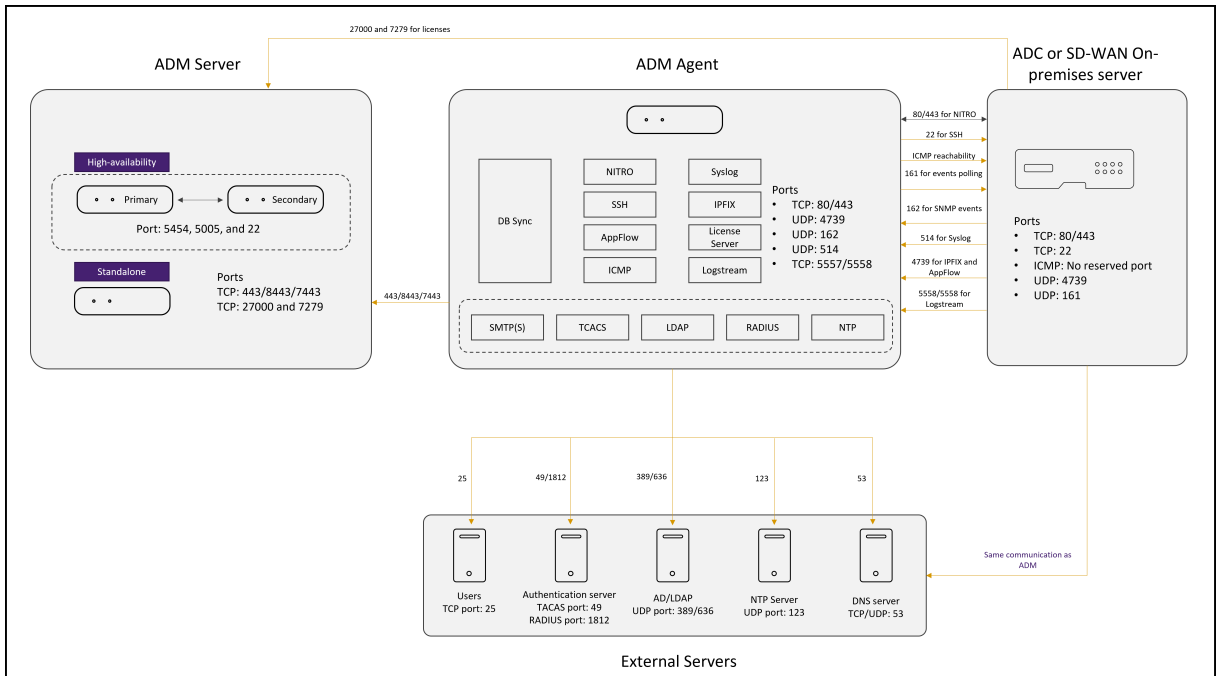 27000 and 7279 for licenses
ADM Server
ADM Agent
ADC or SD-WAN On-
premises server
High-availability
Primary
Secondary
Port: 5454, 5005, and 22
Standalone
Ports
TCP: 443/8443/7443
TCP: 27000 and 7279
443/8443/7443
DB Sync
NITRO
Syslog
SSH
IPFIX
AppFlow
License
Server
ICMP
Logstream
Ports
• TCP: 80/443
• UDP: 4739
• UDP: 162
• UDP: 514
• TCP: 5557/5558
SMTP(S)
TCACS
LDAP
RADIUS
NTP
80/443 for NITRO
22 for SSH
ICMP reachability
161 for events polling
162 for SNMP events
514 for Syslog
4739 for IPFIX and
AppFlow
5558/5558 for
Logstream
Ports
• TCP: 80/443
• TCP: 22
• ICMP: No reserved port
• UDP: 4739
• UDP: 161
25
49/1812
389/636
123
53
Same communication as
ADM
Users
TCP port: 25
Authentication server
TACAS port: 49
RADIUS port: 1812
AD/LDAP
UDP port: 389/636
NTP Server
UDP port: 123
DNS server
TCP/UDP: 53
External Servers